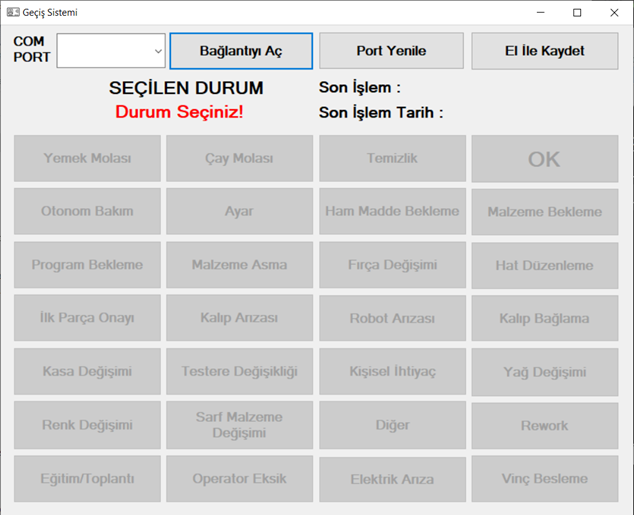 Geçiş Sistemi
COM
PORT
Bağlantıyı Aç
Port Yenile
El İle Kaydet
SEÇİLEN DURUM
Son İşlem :
Durum Seçiniz!
Son İşlem Tarih :
Yemek Molası
Çay Molası
Temizlik
OK
Otonom Bakım
Ayar
Ham Madde Bekleme
Malzeme Bekleme
Program Bekleme
Malzeme Asma
Fırça Değişimi
Hat Düzenleme
İlk Parça Onayı
Kalıp Arızası
Robot Arızası
Kalıp Bağlama
Kasa Değişimi
Testere Değişikliği
Kişisel İhtiyaç
Yağ Değişimi
Renk Değişimi
Sarf Malzeme
Değişimi
Diğer
Rework
Eğitim/Toplantı
Operator Eksik
Elektrik Arıza
Vinç Besleme